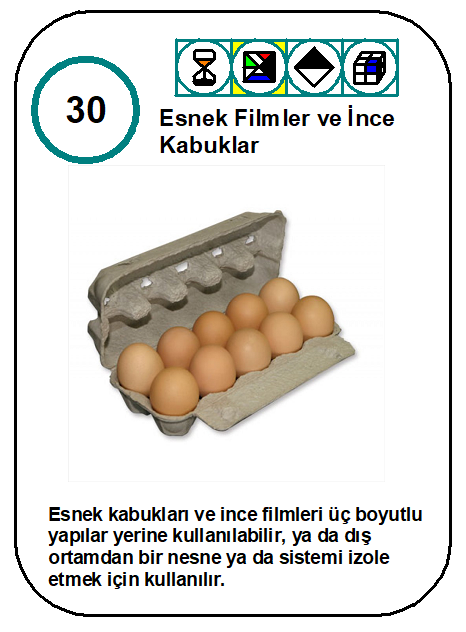 30
Esnek Filmler ve İnce
Kabuklar
Esnek kabukları ve ince filmleri üç boyutlu
yapılar yerine kullanılabilir, ya da dış
ortamdan bir nesne ya da sistemi izole
etmek için kullanılır.